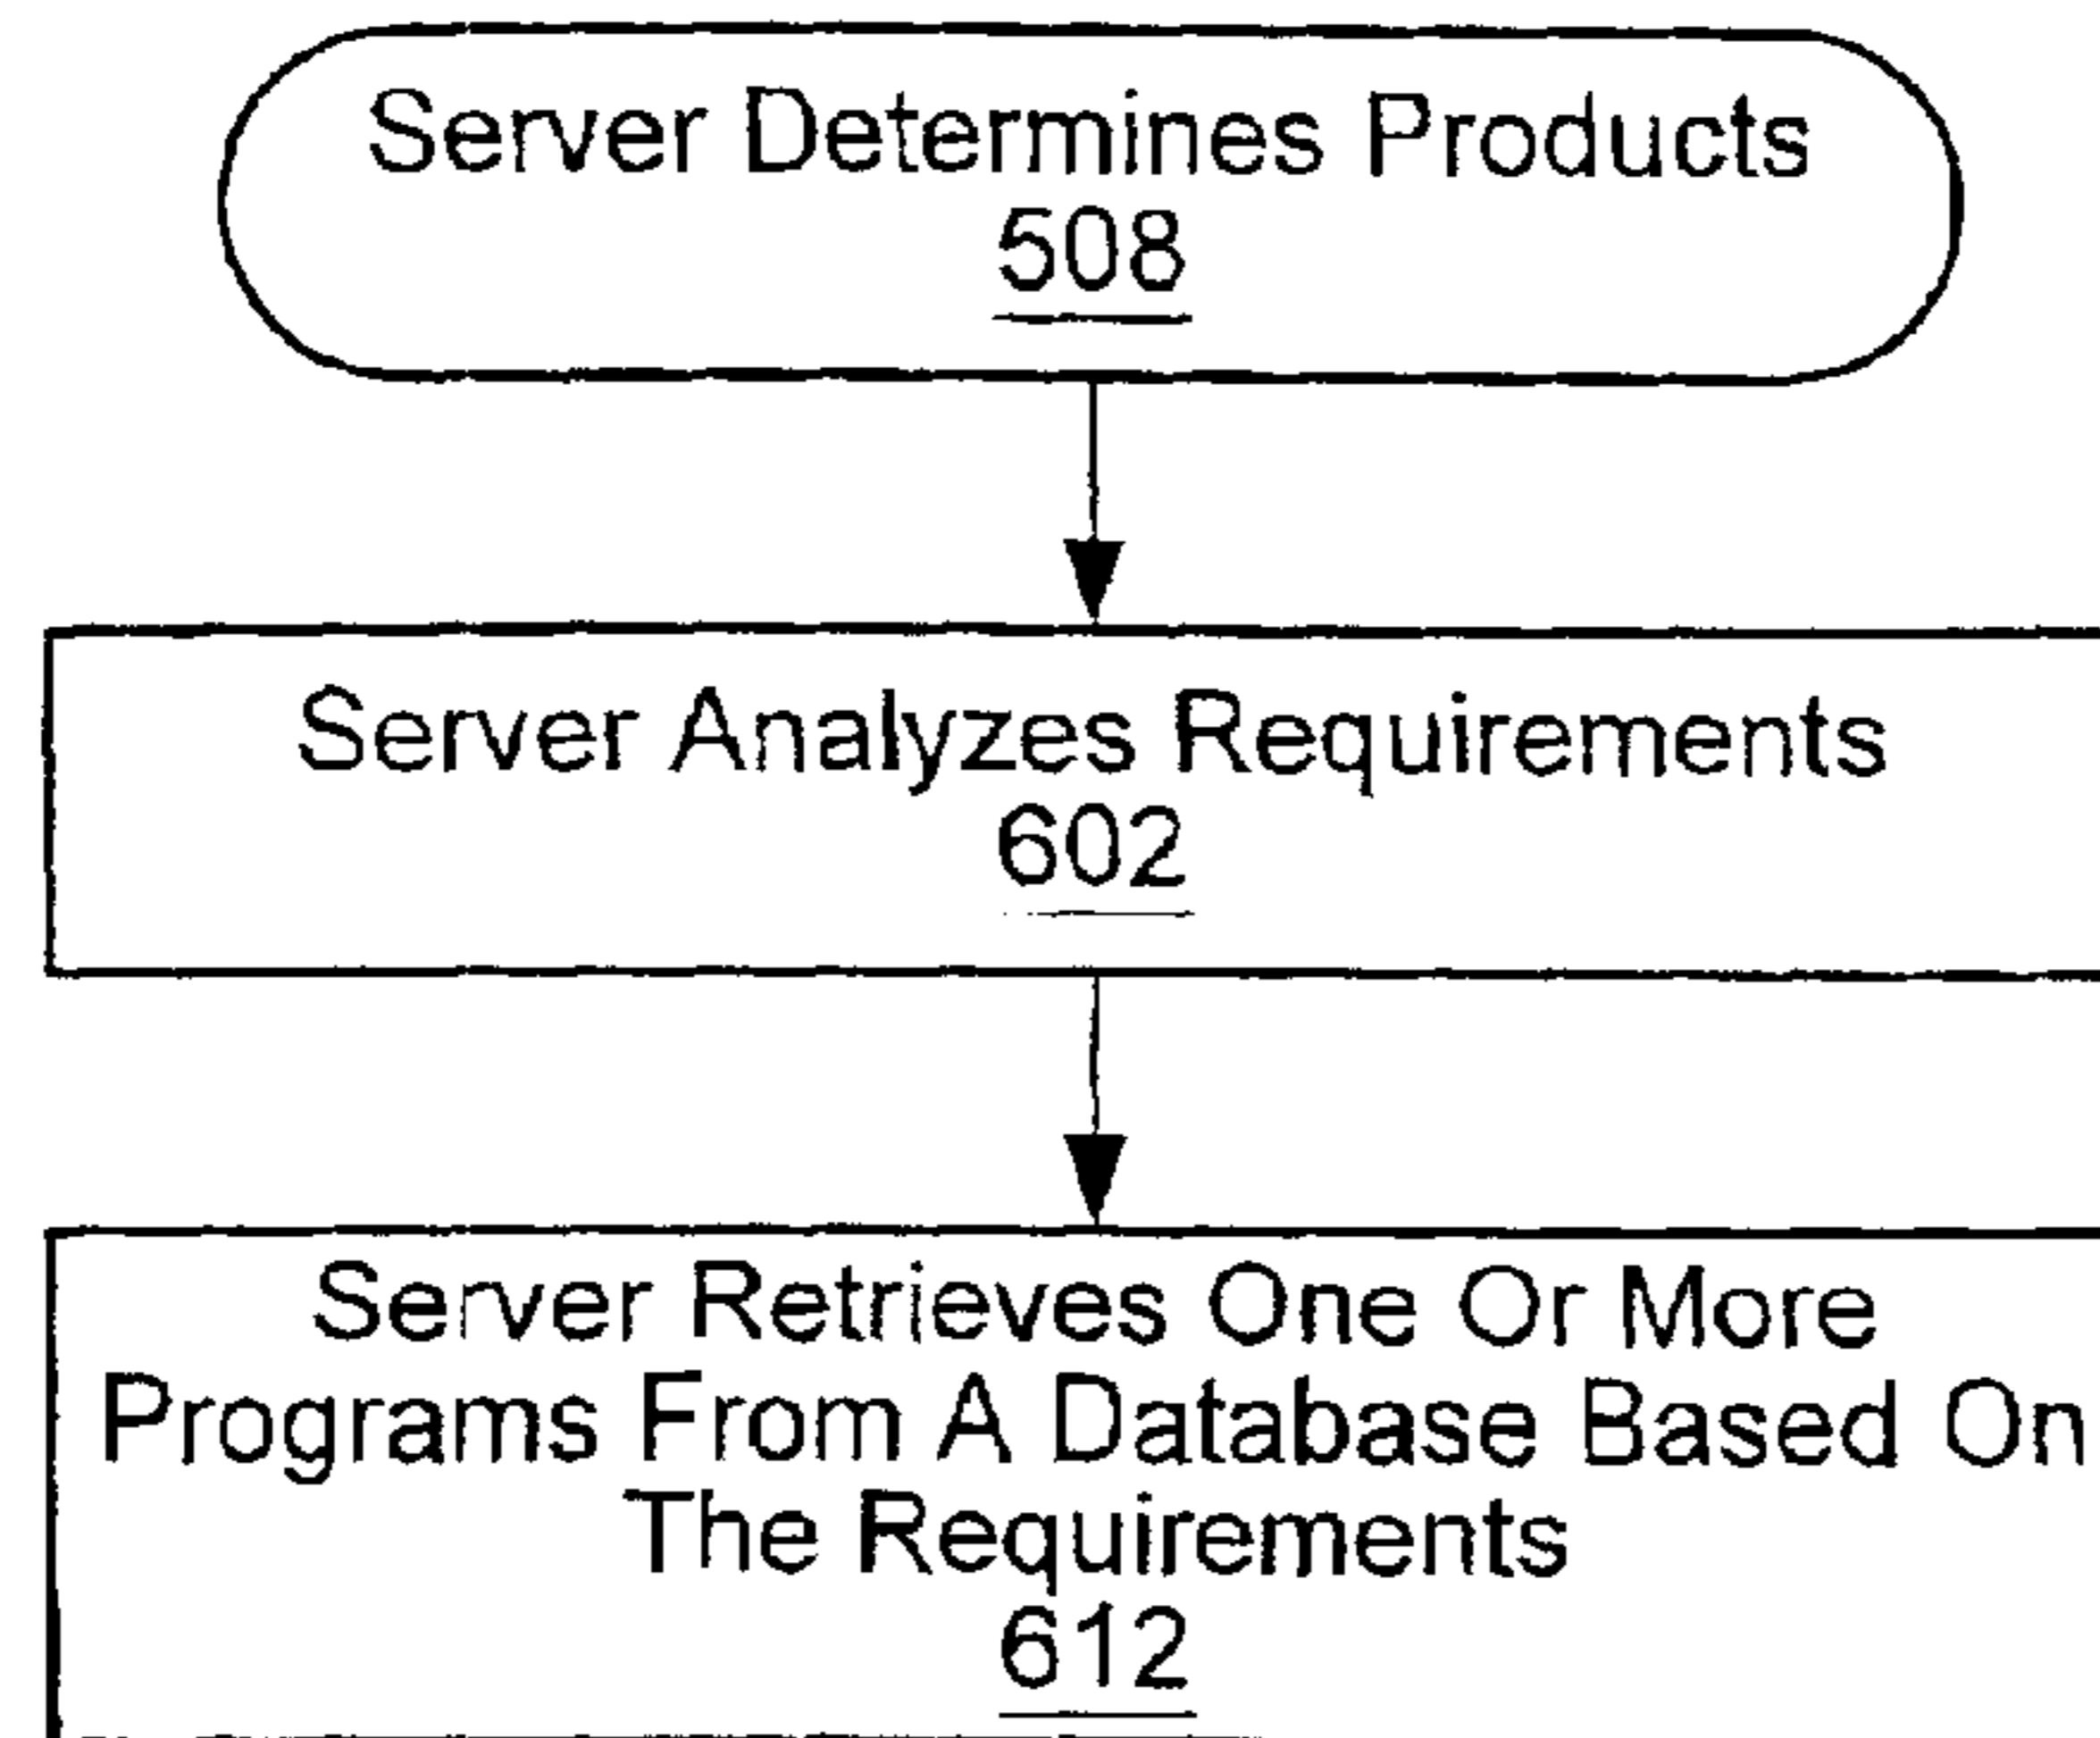 Server Determines Products
508
Server Analyzes Requirements
602
Server Retrieves One Or More
Programs From A Database Based On
The Requirements
612